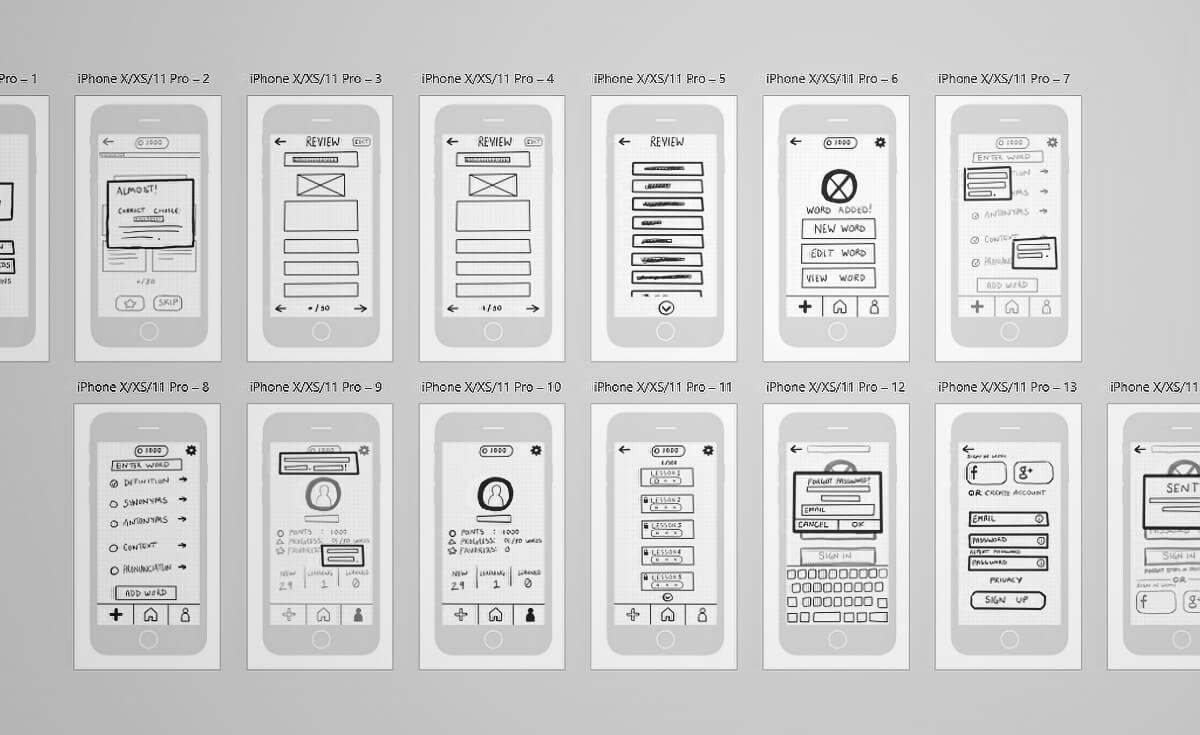 Pro – 1
iPhone X/XS/11 Pro – 2
iPhone X/XS/11 Pro – 3
iPhone X/XS/11 Pro – 4
iPhone X/XS/11 Pro – 5
iPhone X/XS/11 Pro – 6
iPhone X/XS/11 Pro – 7
1000
ALMOST!
CORRECT CHOICE:
SKIP
REVIEW
EDIT
REVIEW
EDIT
REVIEW
1000
WORD ADDED!
NEW WORD
EDIT WORD
VIEW WORD
1000
ENTER WORD
ANTONYMS
CONTEXT
ADD WORD
iPhone X/XS/11 Pro – 8
iPhone X/XS/11 Pro – 9
iPhone X/XS/11 Pro – 10
iPhone X/XS/11 Pro – 11
iPhone X/XS/11 Pro – 12
iPhone X/XS/11 Pro – 13
iPhone X/XS/11
1000
ENTER WORD
DEFINITION
SYNONYMS
ANTONYMS
CONTEXT
PRONUNCIATION
ADD WORD
POINTS : 1000
PROGRESS:
NEW LEARNING LEARNED
29 1 0
1000
POINTS : 1000
PROGRESS: 01/30 WORDS
FAVORITES: 0
NEW LEARNING LEARNED
29 1 0
1000
LESSON 1
LESSON 2
LESSON 3
LESSON 4
LESSON 5
FORGOT PASSWORD?
EMAIL
CANCEL OK
SIGN IN
SIGN IN USING
f g+
OR CREATE ACCOUNT
EMAIL
PASSWORD
REPEAT PASSWORD
PASSWORD
PRIVACY
SIGN UP
SENT
SIGN IN
OR
f g+